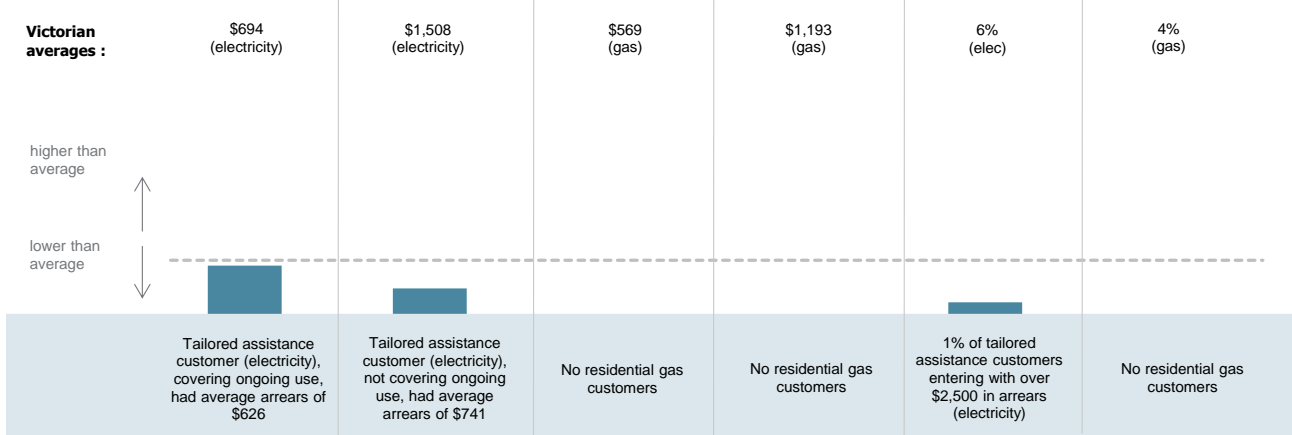 Victorian
averages :
$694
(electricity)
$1,508
(electricity)
$569
(gas)
$1,193
(gas)
6%
(elec)
4%
(gas)
higher than
average
lower than
average
Tailored assistance
customer (electricity),
covering ongoing use,
had average arrears of
$626
Tailored assistance
customer (electricity),
not covering ongoing
use, had average
arrears of $741
No residential gas
customers
No residential gas
customers
1% of tailored
assistance customers
entering with over
$2,500 in arrears
(electricity)
No residential gas
customers